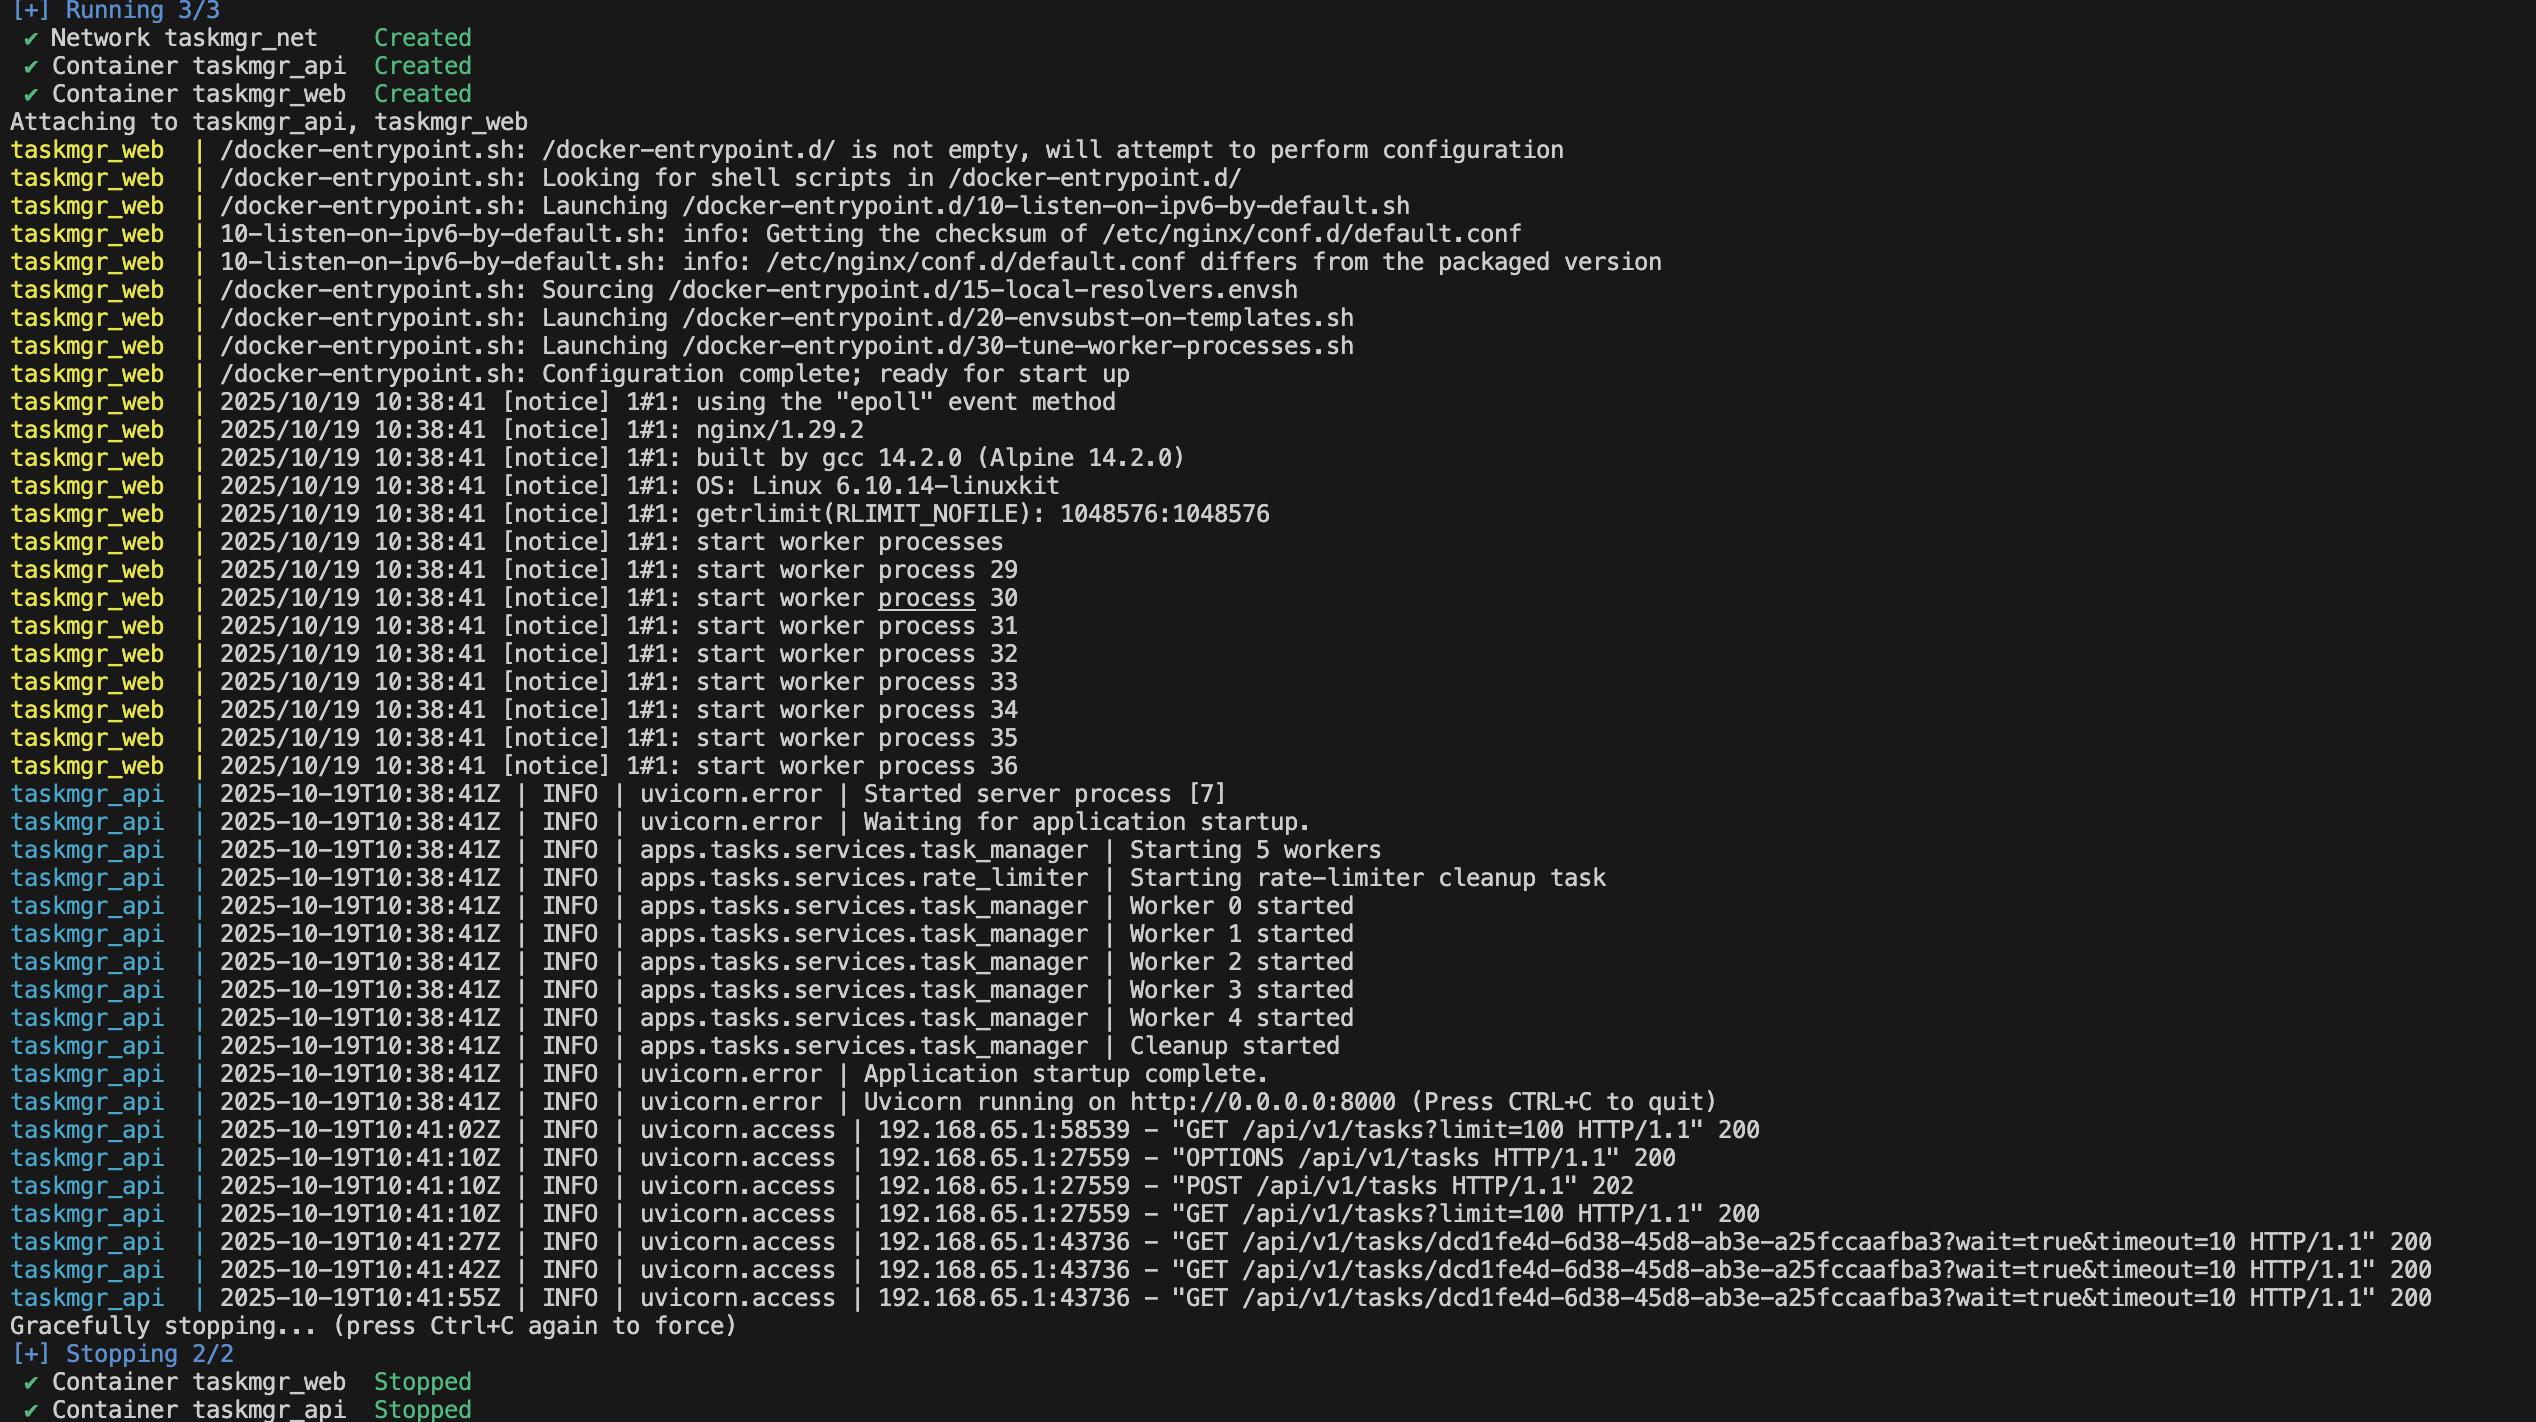 [+] Running 3/3
 ✔ Network taskmgr_net    Created
 ✔ Container taskmgr_api  Created
 ✔ Container taskmgr_web  Created
Attaching to taskmgr_api, taskmgr_web
taskmgr_web  | /docker-entrypoint.sh: /docker-entrypoint.d/ is not empty, will attempt to perform configuration
taskmgr_web  | /docker-entrypoint.sh: Looking for shell scripts in /docker-entrypoint.d/
taskmgr_web  | /docker-entrypoint.sh: Launching /docker-entrypoint.d/10-listen-on-ipv6-by-default.sh
taskmgr_web  | 10-listen-on-ipv6-by-default.sh: info: Getting the checksum of /etc/nginx/conf.d/default.conf
taskmgr_web  | 10-listen-on-ipv6-by-default.sh: info: /etc/nginx/conf.d/default.conf differs from the packaged version
taskmgr_web  | /docker-entrypoint.sh: Sourcing /docker-entrypoint.d/15-local-resolvers.envsh
taskmgr_web  | /docker-entrypoint.sh: Launching /docker-entrypoint.d/20-envsubst-on-templates.sh
taskmgr_web  | /docker-entrypoint.sh: Launching /docker-entrypoint.d/30-tune-worker-processes.sh
taskmgr_web  | /docker-entrypoint.sh: Configuration complete; ready for start up
taskmgr_web  | 2025/10/19 10:38:41 [notice] 1#1: using the "epoll" event method
taskmgr_web  | 2025/10/19 10:38:41 [notice] 1#1: nginx/1.29.2
taskmgr_web  | 2025/10/19 10:38:41 [notice] 1#1: built by gcc 14.2.0 (Alpine 14.2.0)
taskmgr_web  | 2025/10/19 10:38:41 [notice] 1#1: OS: Linux 6.10.14-linuxkit
taskmgr_web  | 2025/10/19 10:38:41 [notice] 1#1: getrlimit(RLIMIT_NOFILE): 1048576:1048576
taskmgr_web  | 2025/10/19 10:38:41 [notice] 1#1: start worker processes
taskmgr_web  | 2025/10/19 10:38:41 [notice] 1#1: start worker process 29
taskmgr_web  | 2025/10/19 10:38:41 [notice] 1#1: start worker process 30
taskmgr_web  | 2025/10/19 10:38:41 [notice] 1#1: start worker process 31
taskmgr_web  | 2025/10/19 10:38:41 [notice] 1#1: start worker process 32
taskmgr_web  | 2025/10/19 10:38:41 [notice] 1#1: start worker process 33
taskmgr_web  | 2025/10/19 10:38:41 [notice] 1#1: start worker process 34
taskmgr_web  | 2025/10/19 10:38:41 [notice] 1#1: start worker process 35
taskmgr_web  | 2025/10/19 10:38:41 [notice] 1#1: start worker process 36
taskmgr_api  | 2025-10-19T10:38:41Z | INFO | uvicorn.error | Started server process [7]
taskmgr_api  | 2025-10-19T10:38:41Z | INFO | uvicorn.error | Waiting for application startup.
taskmgr_api  | 2025-10-19T10:38:41Z | INFO | apps.tasks.services.task_manager | Starting 5 workers
taskmgr_api  | 2025-10-19T10:38:41Z | INFO | apps.tasks.services.rate_limiter | Starting rate-limiter cleanup task
taskmgr_api  | 2025-10-19T10:38:41Z | INFO | apps.tasks.services.task_manager | Worker 0 started
taskmgr_api  | 2025-10-19T10:38:41Z | INFO | apps.tasks.services.task_manager | Worker 1 started
taskmgr_api  | 2025-10-19T10:38:41Z | INFO | apps.tasks.services.task_manager | Worker 2 started
taskmgr_api  | 2025-10-19T10:38:41Z | INFO | apps.tasks.services.task_manager | Worker 3 started
taskmgr_api  | 2025-10-19T10:38:41Z | INFO | apps.tasks.services.task_manager | Worker 4 started
taskmgr_api  | 2025-10-19T10:38:41Z | INFO | apps.tasks.services.task_manager | Cleanup started
taskmgr_api  | 2025-10-19T10:38:41Z | INFO | uvicorn.error | Application startup complete.
taskmgr_api  | 2025-10-19T10:38:41Z | INFO | uvicorn.error | Uvicorn running on http://0.0.0.0:8000 (Press CTRL+C to quit)
taskmgr_api  | 2025-10-19T10:41:02Z | INFO | uvicorn.access | 192.168.65.1:58539 - "GET /api/v1/tasks?limit=100 HTTP/1.1" 200
taskmgr_api  | 2025-10-19T10:41:10Z | INFO | uvicorn.access | 192.168.65.1:27559 - "OPTIONS /api/v1/tasks HTTP/1.1" 200
taskmgr_api  | 2025-10-19T10:41:10Z | INFO | uvicorn.access | 192.168.65.1:27559 - "POST /api/v1/tasks HTTP/1.1" 202
taskmgr_api  | 2025-10-19T10:41:10Z | INFO | uvicorn.access | 192.168.65.1:27559 - "GET /api/v1/tasks?limit=100 HTTP/1.1" 200
taskmgr_api  | 2025-10-19T10:41:27Z | INFO | uvicorn.access | 192.168.65.1:43736 - "GET /api/v1/tasks/dcd1fe4d-6d38-45d8-ab3e-a25fccaafba3?wait=true&timeout=10 HTTP/1.1" 200
taskmgr_api  | 2025-10-19T10:41:42Z | INFO | uvicorn.access | 192.168.65.1:43736 - "GET /api/v1/tasks/dcd1fe4d-6d38-45d8-ab3e-a25fccaafba3?wait=true&timeout=10 HTTP/1.1" 200
taskmgr_api  | 2025-10-19T10:41:55Z | INFO | uvicorn.access | 192.168.65.1:43736 - "GET /api/v1/tasks/dcd1fe4d-6d38-45d8-ab3e-a25fccaafba3?wait=true&timeout=10 HTTP/1.1" 200
Gracefully stopping... (press Ctrl+C again to force)
[+] Stopping 2/2
 ✔ Container taskmgr_web  Stopped
 ✔ Container taskmgr_api  Stopped